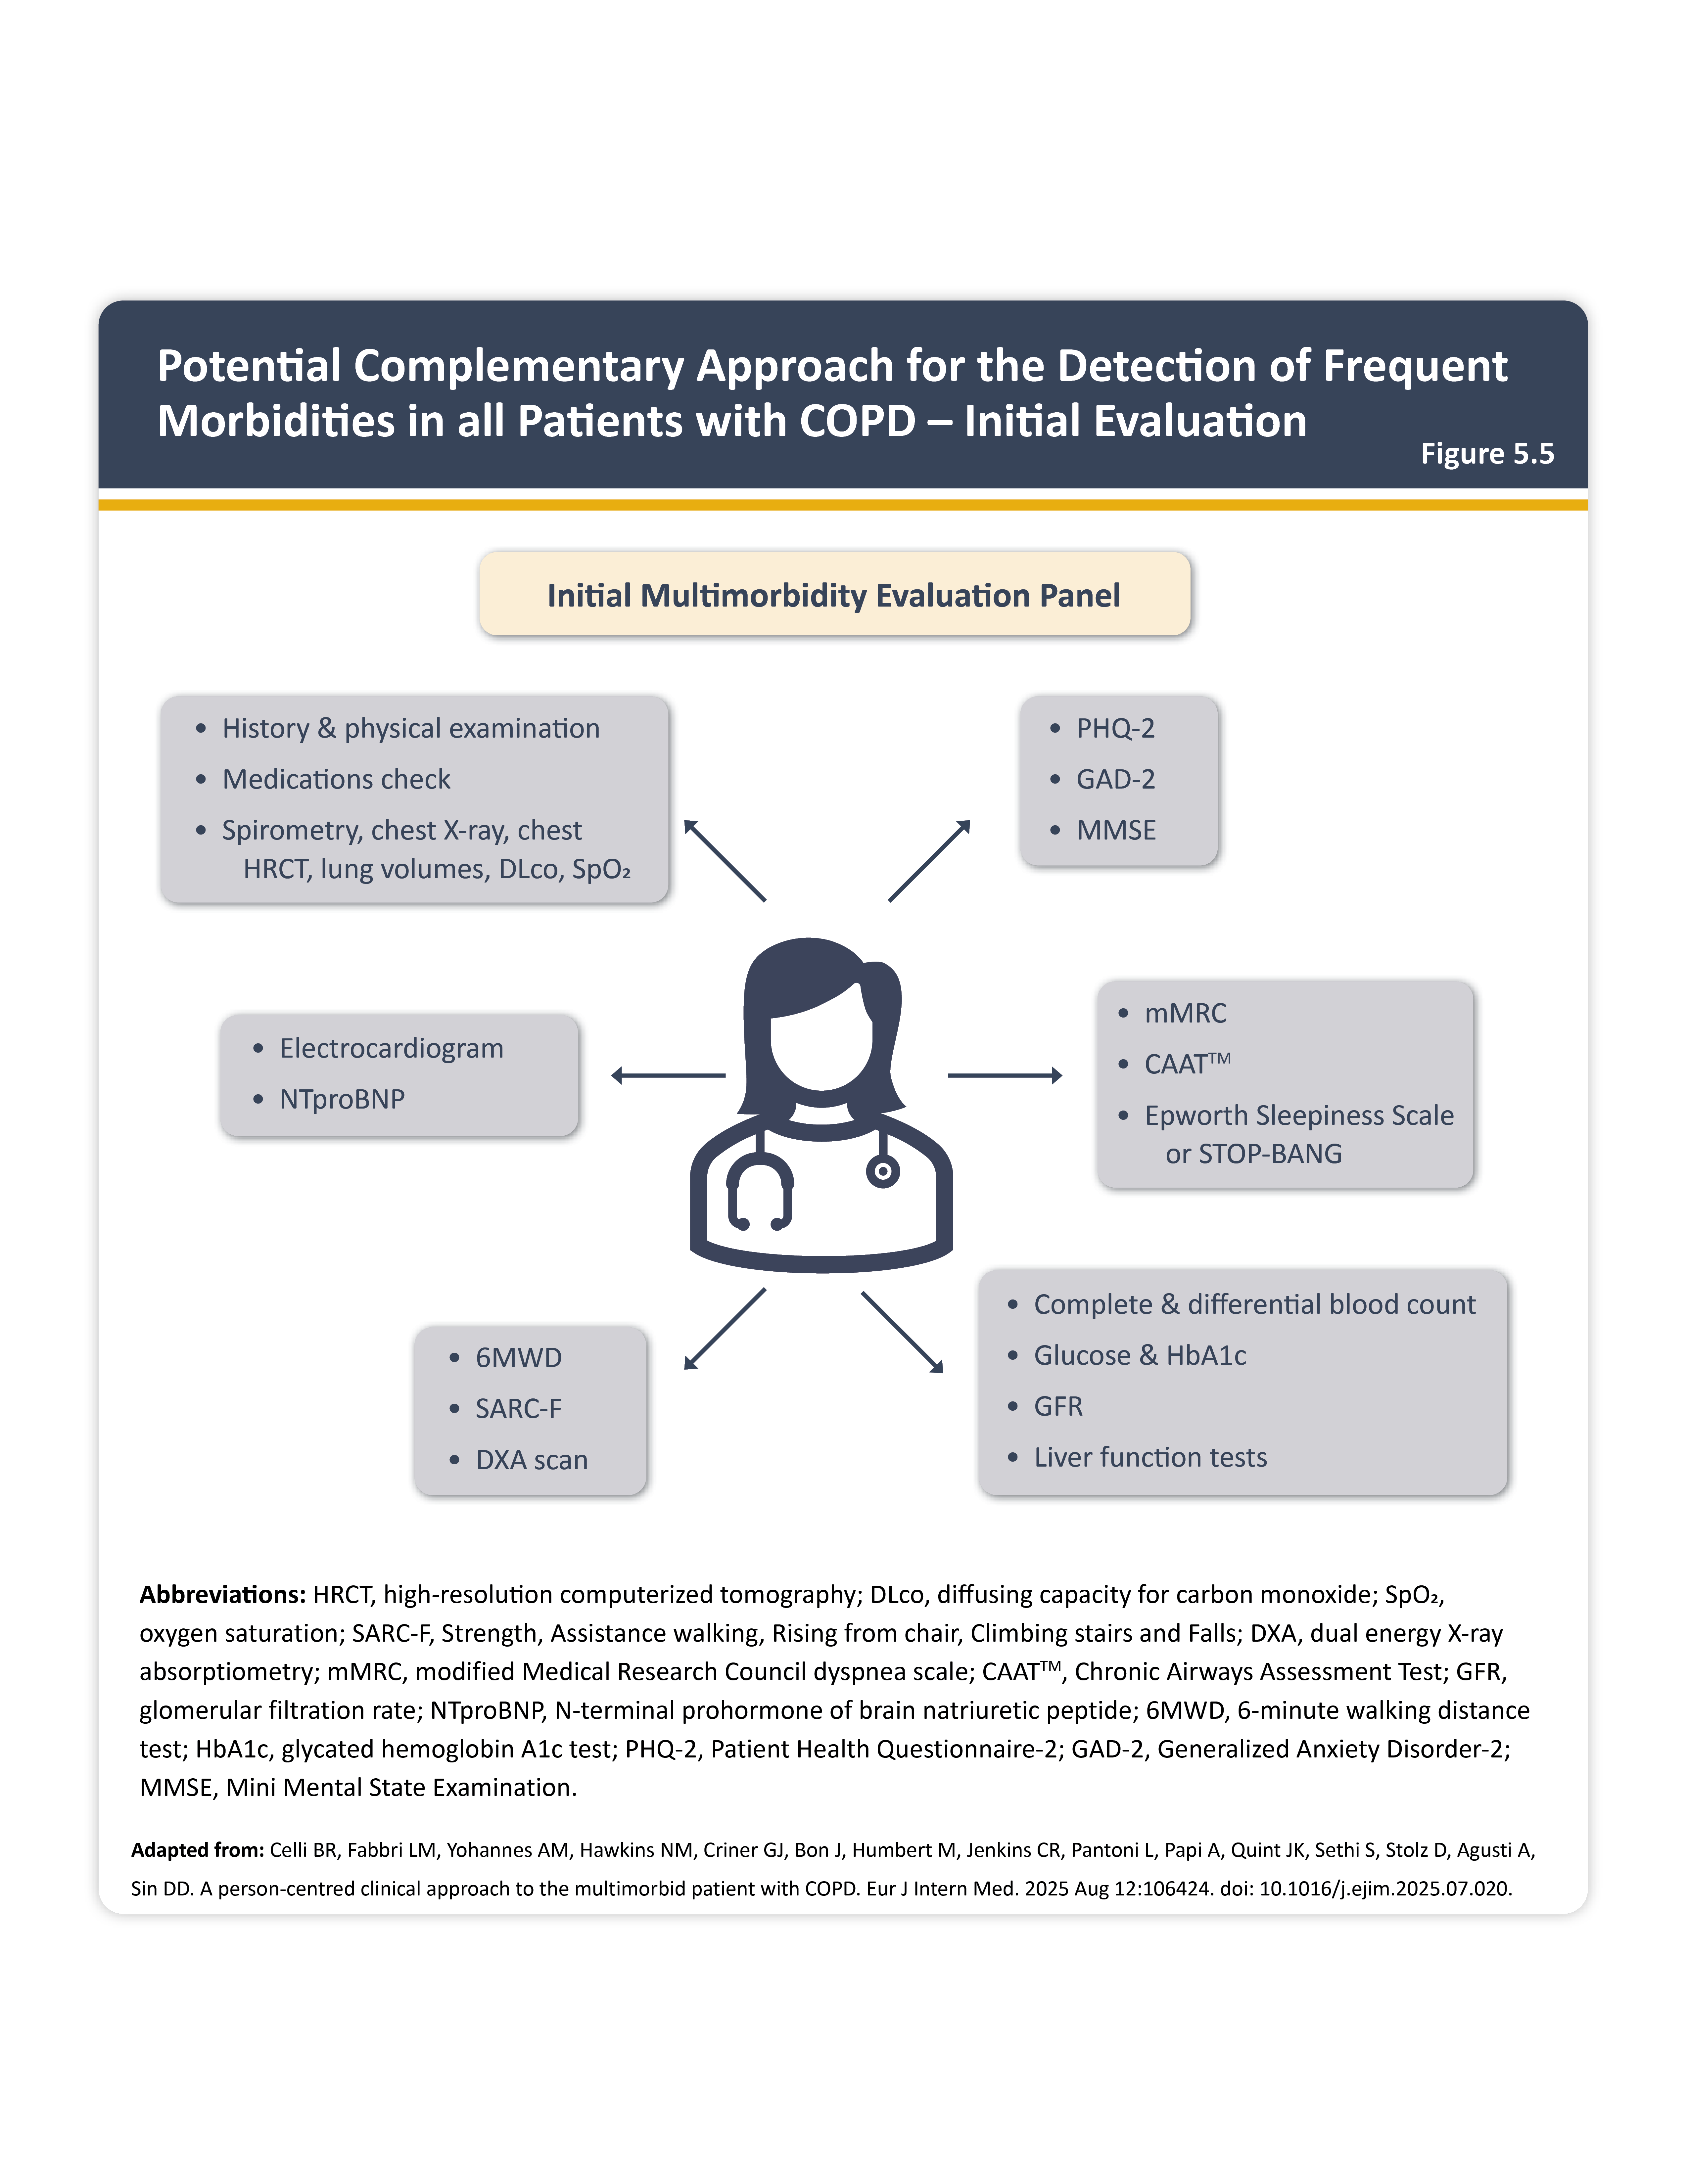 Potential Complementary Approach for the Detection of Frequent
Morbidities in all Patients with COPD – Initial Evaluation
Figure 5.5
Initial Multimorbidity Evaluation Panel
• History & physical examination
• Medications check
• Spirometry, chest X-ray, chest
HRCT, lung volumes, DLco, SpO₂
• PHQ-2
• GAD-2
• MMSE
• Electrocardiogram
• NTproBNP
• mMRC
• CAAT™
• Epworth Sleepiness Scale
or STOP-BANG
• 6MWD
• SARC-F
• DXA scan
• Complete & differential blood count
• Glucose & HbA1c
• GFR
• Liver function tests
Abbreviations: HRCT, high-resolution computerized tomography; DLco, diffusing capacity for carbon monoxide; SpO₂,
oxygen saturation; SARC-F, Strength, Assistance walking, Rising from chair, Climbing stairs and Falls; DXA, dual energy X-ray
absorptiometry; mMRC, modified Medical Research Council dyspnea scale; CAAT™, Chronic Airways Assessment Test; GFR,
glomerular filtration rate; NTproBNP, N-terminal prohormone of brain natriuretic peptide; 6MWD, 6-minute walking distance
test; HbA1c, glycated hemoglobin A1c test; PHQ-2, Patient Health Questionnaire-2; GAD-2, Generalized Anxiety Disorder-2;
MMSE, Mini Mental State Examination.
Adapted from: Celli BR, Fabbri LM, Yohannes AM, Hawkins NM, Criner GJ, Bon J, Humbert M, Jenkins CR, Pantoni L, Papi A, Quint JK, Sethi S, Stolz D, Agusti A,
Sin DD. A person-centred clinical approach to the multimorbid patient with COPD. Eur J Intern Med. 2025 Aug 12:106424. doi: 10.1016/j.ejim.2025.07.020.